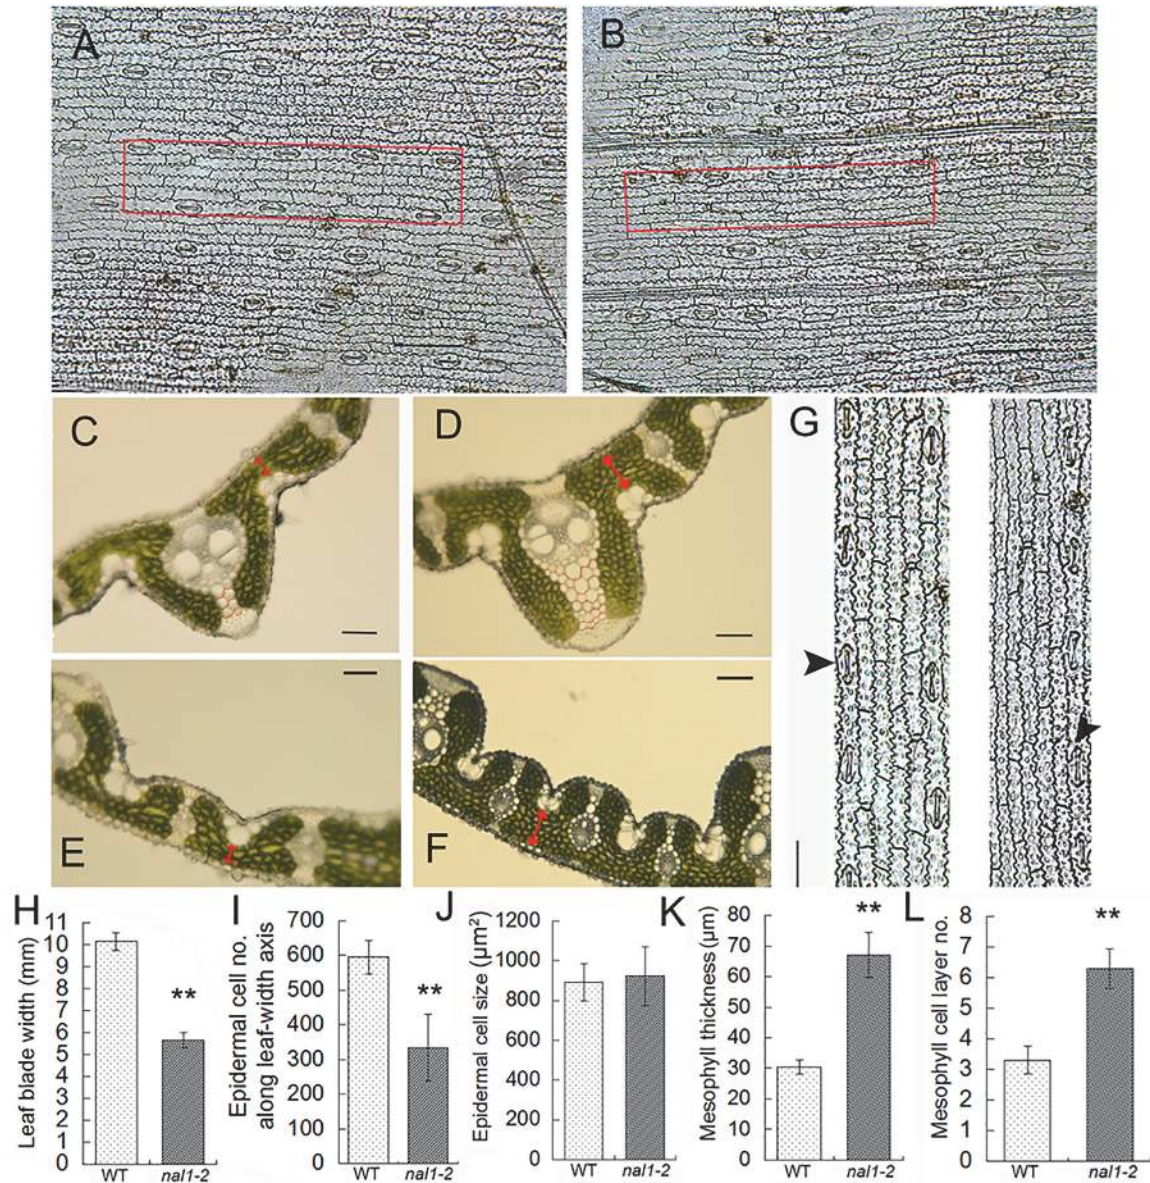 A
B
C
D
G
E
F
H
Leaf blade width (mm)
11
10
9
8
7
6
5
4
3
2
1
0
**
WT
nal1-2
I
Epidermal cell no.
along leaf-width axis
700
600
500
400
300
200
100
0
**
WT
nal1-2
J
Epidermal cell size (µm²)
1200
1000
800
600
400
200
0
WT
nal1-2
K
Mesophyll thickness (µm)
80
70
60
50
40
30
20
10
0
**
WT
nal1-2
L
Mesophyll cell layer no.
8
7
6
5
4
3
2
1
0
**
WT
nal1-2